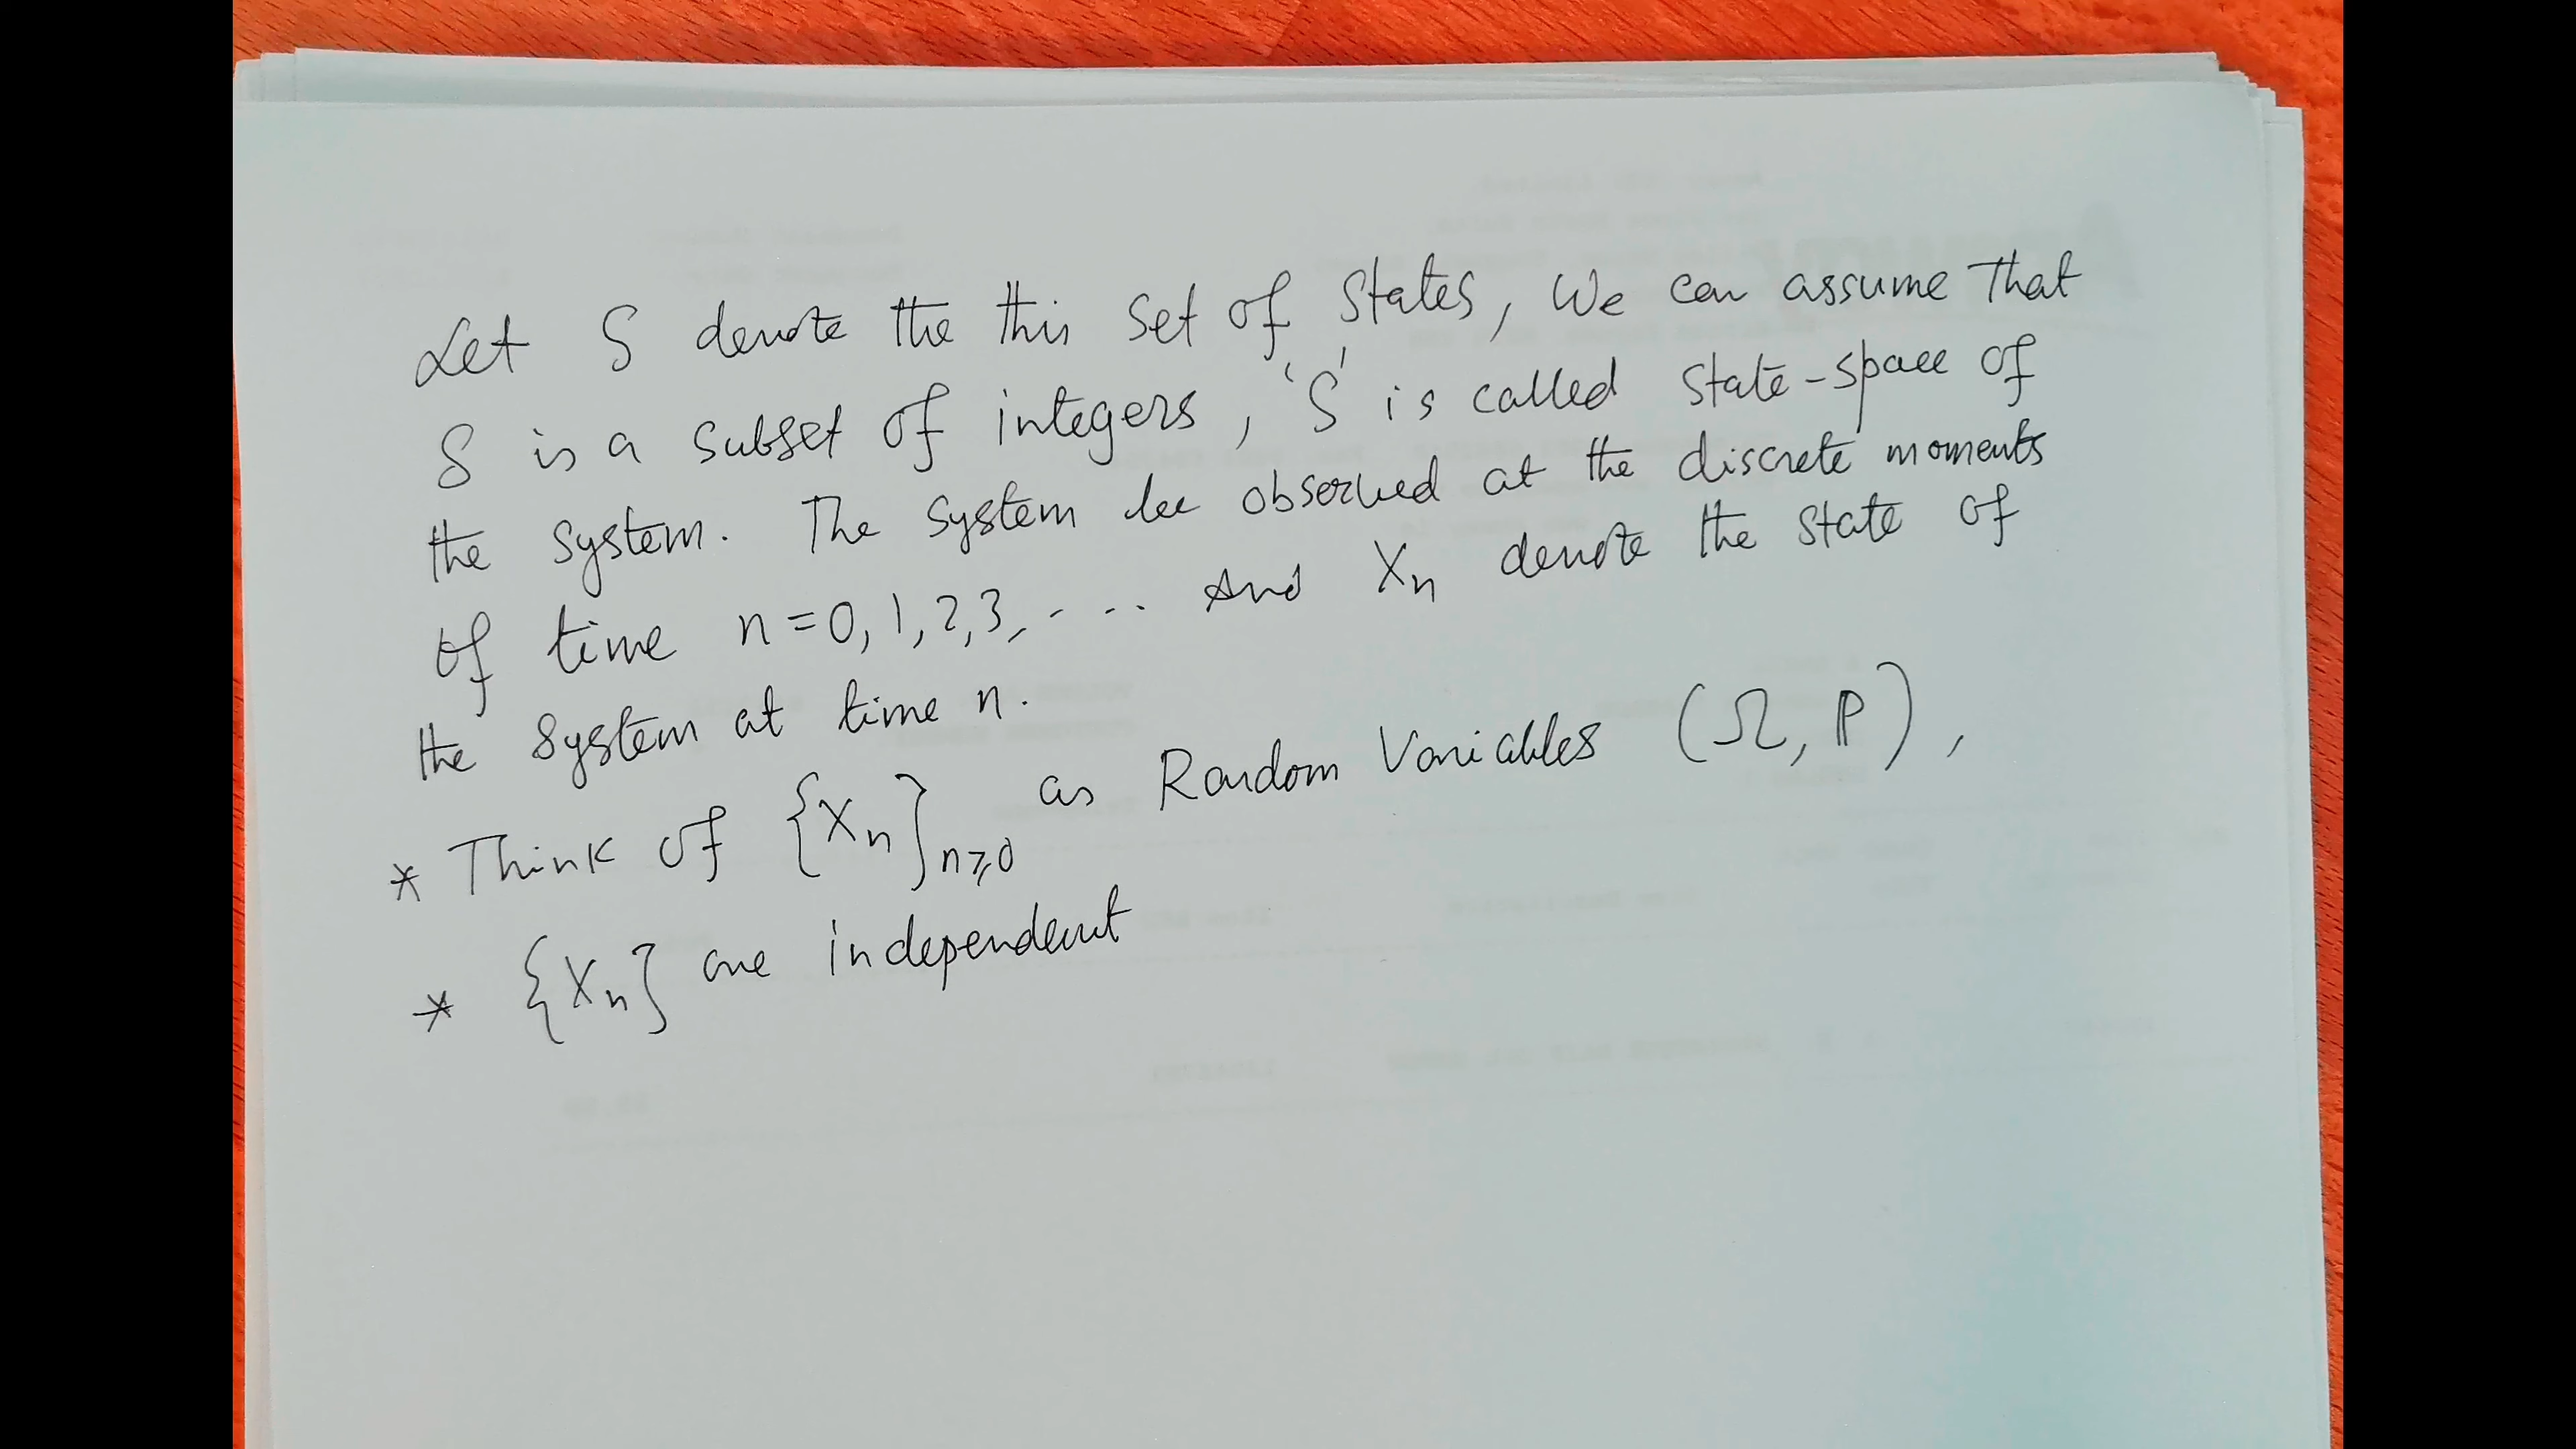 Let S denote the this set of states, We can assume that
S is a subset of integers, 'S' is called state-space of
the system. The system be observed at the discrete moments
of time n = 0, 1, 2, 3, .... And Xn denote the state of
the system at time n.
* Think of {Xn}n⩾0 as Random Variables (Ω, ℙ),
* {Xn} are independent